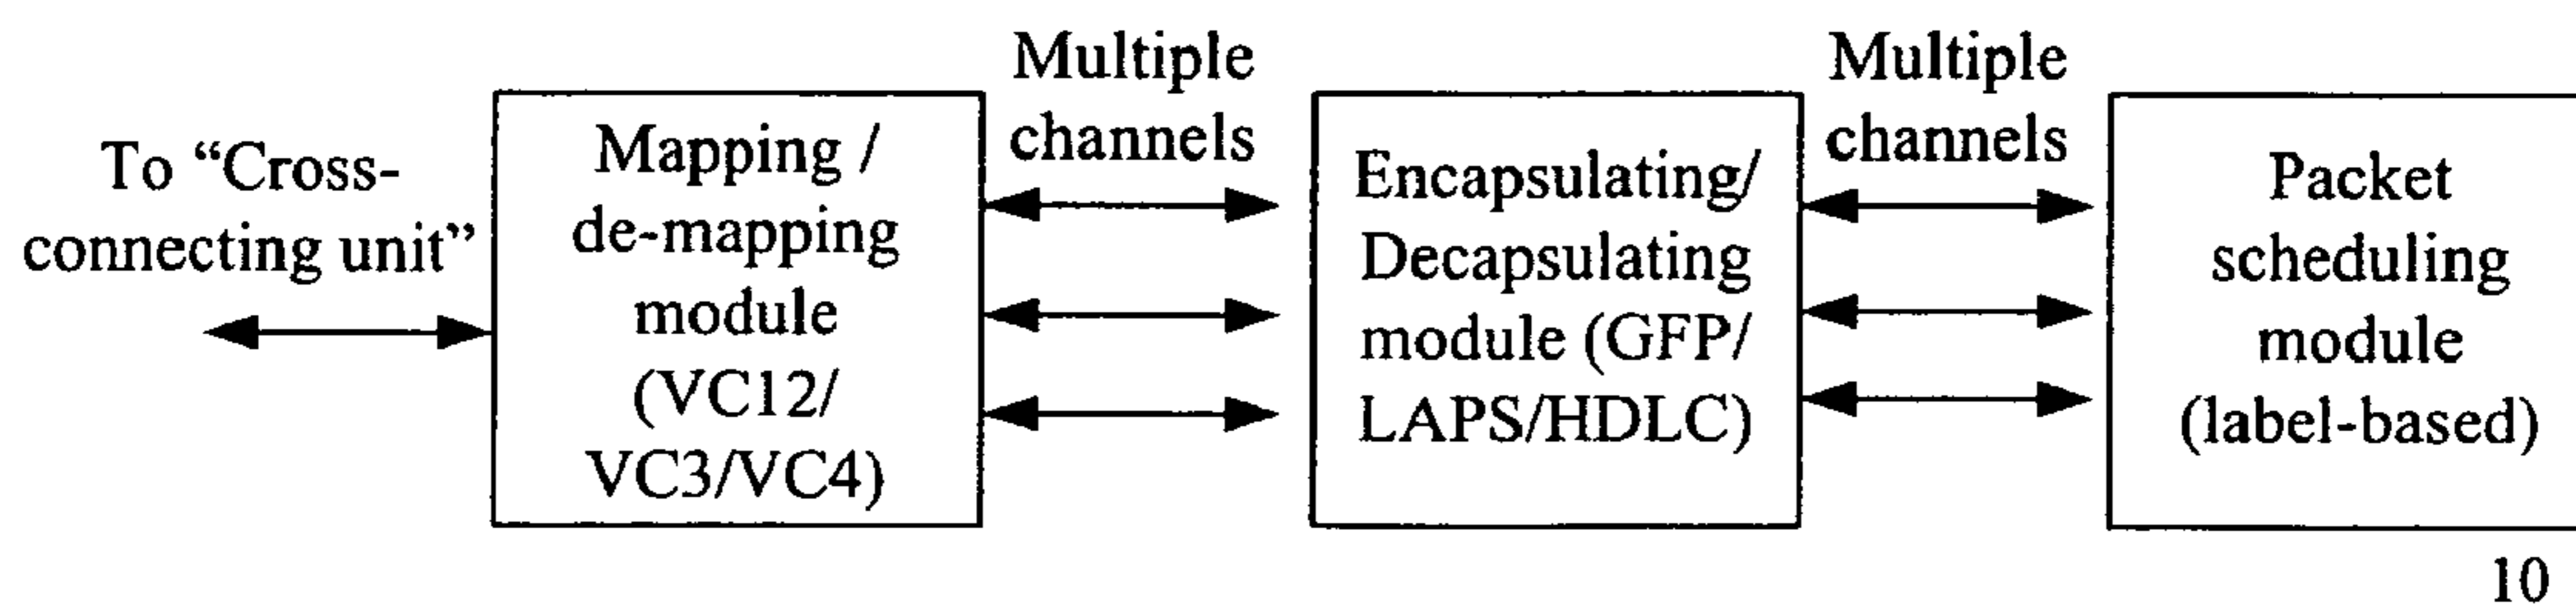 To “Cross-
connecting unit”
Mapping /
de-mapping
module
(VC12/
VC3/VC4)
Multiple
channels
Encapsulating/
Decapsulating
module (GFP/
LAPS/HDLC)
Multiple
channels
Packet
scheduling
module
(label-based)
10